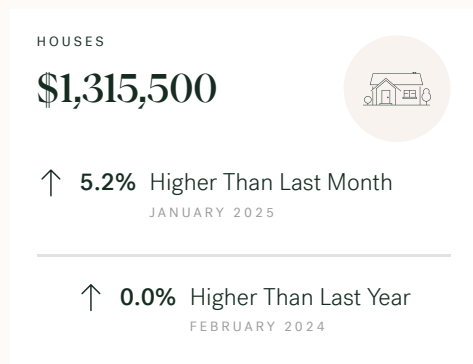 HOUSES
$1,315,500
↑ 5.2% Higher Than Last Month
JANUARY 2025
↑ 0.0% Higher Than Last Year
FEBRUARY 2024